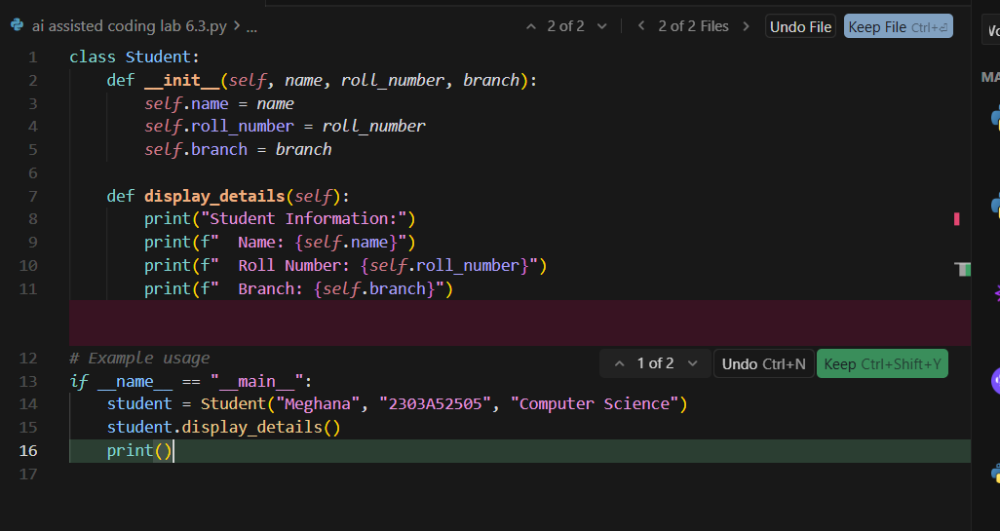 ai assisted coding lab 6.3.py > ...
2 of 2
2 of 2 Files
Undo File
Keep File Ctrl+⏎
MA
1 class Student:
2     def __init__(self, name, roll_number, branch):
3         self.name = name
4         self.roll_number = roll_number
5         self.branch = branch
6
7     def display_details(self):
8         print("Student Information:")
9         print(f"  Name: {self.name}")
10         print(f"  Roll Number: {self.roll_number}")
11         print(f"  Branch: {self.branch}")
12 # Example usage
1 of 2
Undo Ctrl+N
Keep Ctrl+Shift+Y
13 if __name__ == "__main__":
14     student = Student("Meghana", "2303A52505", "Computer Science")
15     student.display_details()
16     print()
17